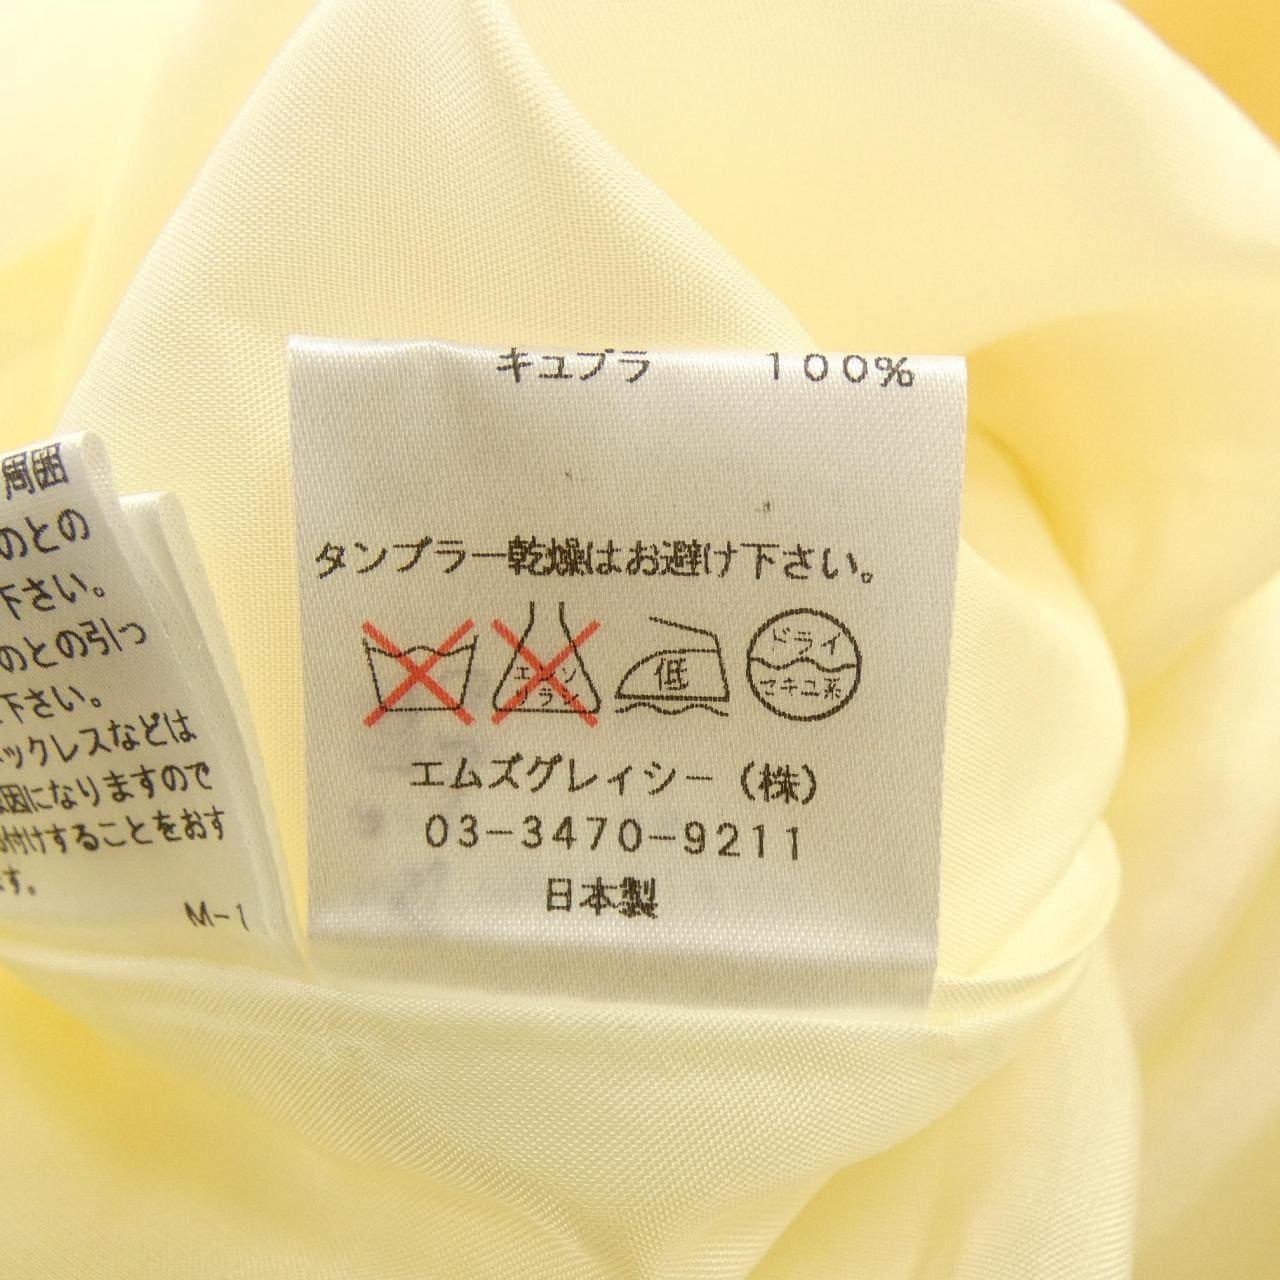 キュプラ 100%
タンブラー乾燥はお避け下さい。
エンソ
サラシ
低
ドライ
セキユ系
エムズグレイシー(株)
03-3470-9211
日本製
周囲
のとの
下さい。
のとの引っ
下さい。
ックレスなどは
因になりますので
付けすることをおす
ます。
M-1